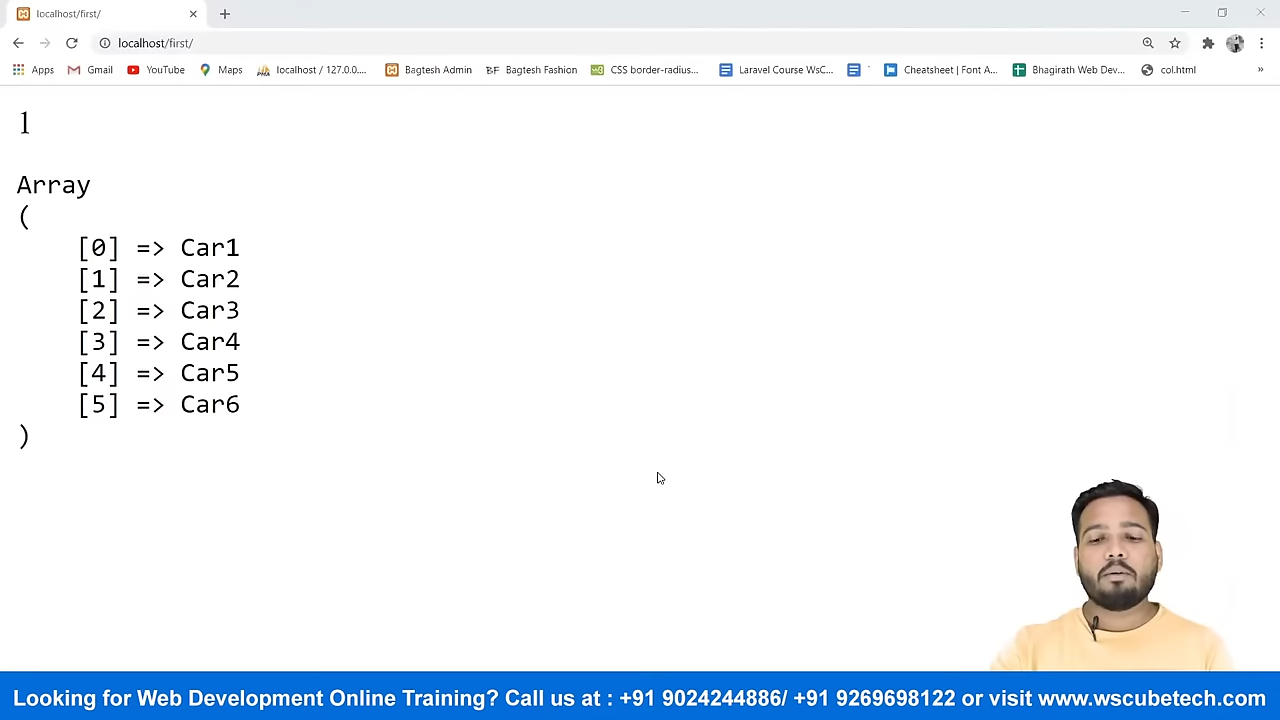 localhost/first/
localhost/first/
Apps Gmail YouTube Maps localhost / 127.0.0.... Bagtesh Admin BF Bagtesh Fashion CSS border-radius... Laravel Course WsC... Cheatsheet | Font A... Bhagirath Web Dev... col.html »
1
Array
(
[0] => Car1
[1] => Car2
[2] => Car3
[3] => Car4
[4] => Car5
[5] => Car6
)
Looking for Web Development Online Training? Call us at : +91 9024244886/ +91 9269698122 or visit www.wscubetech.com